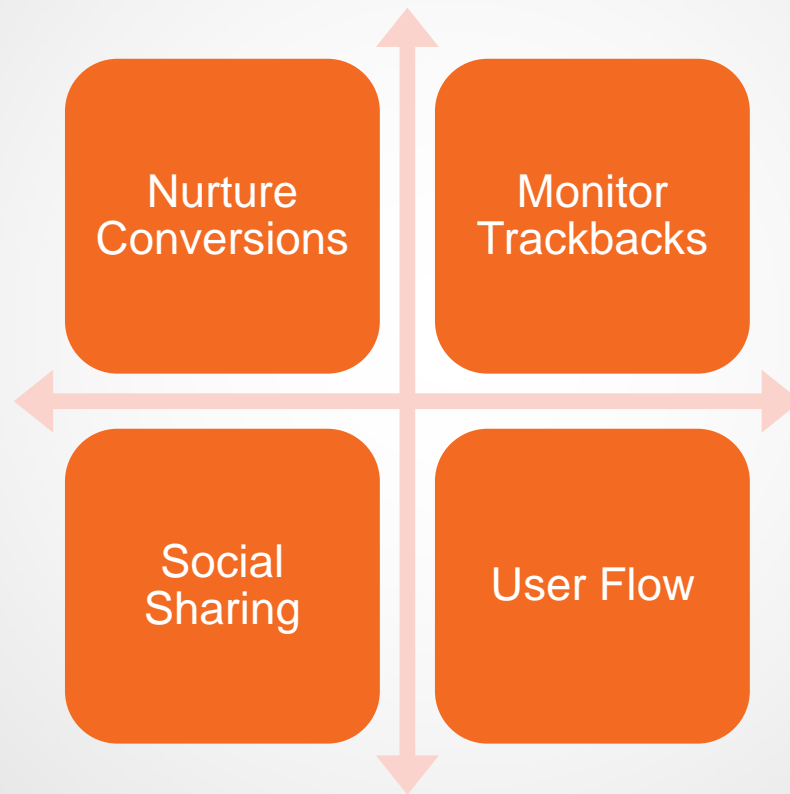 Nurture
Conversions
Monitor
Trackbacks
Social
Sharing
User Flow